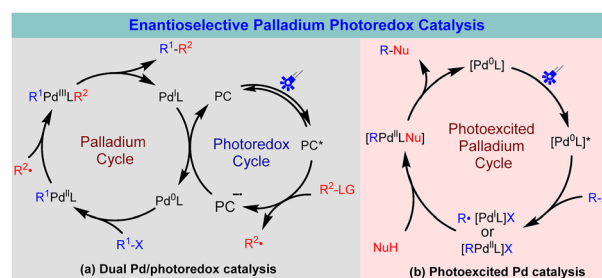 Enantioselective Palladium Photoredox Catalysis
R¹-R²
R¹PdᴵᴵᴵLR²
PdᴵL
PC
Palladium
Cycle
Photoredox
Cycle
PC*
R²•
R¹PdᴵᴵL
Pd⁰L
PC•−
R²-LG
R¹-X
R²•
(a) Dual Pd/photoredox catalysis
R-Nu
[Pd⁰L]
[RPdᴵᴵLNu]
Photoexcited
Palladium
Cycle
[Pd⁰L]*
R-
R• [PdᴵL]X
or
[RPdᴵᴵL]X
NuH
(b) Photoexcited Pd catalysis